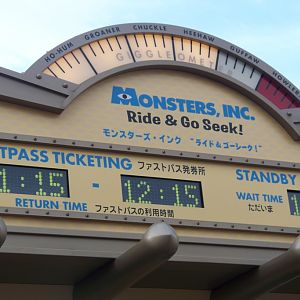 HO-HUM GROANER CHUCKLE HEEHAW GUFFAW HOWLER
GIGGLEOMETER
MONSTERS, INC.
Ride & Go Seek!
モンスターズ・インク "ライド&ゴーシーク!"
TPASS TICKETING ファストパス発券所
STANDBY
1:15 - 12:15
WAIT TIME
RETURN TIME ファストパスの利用時間
ただいま